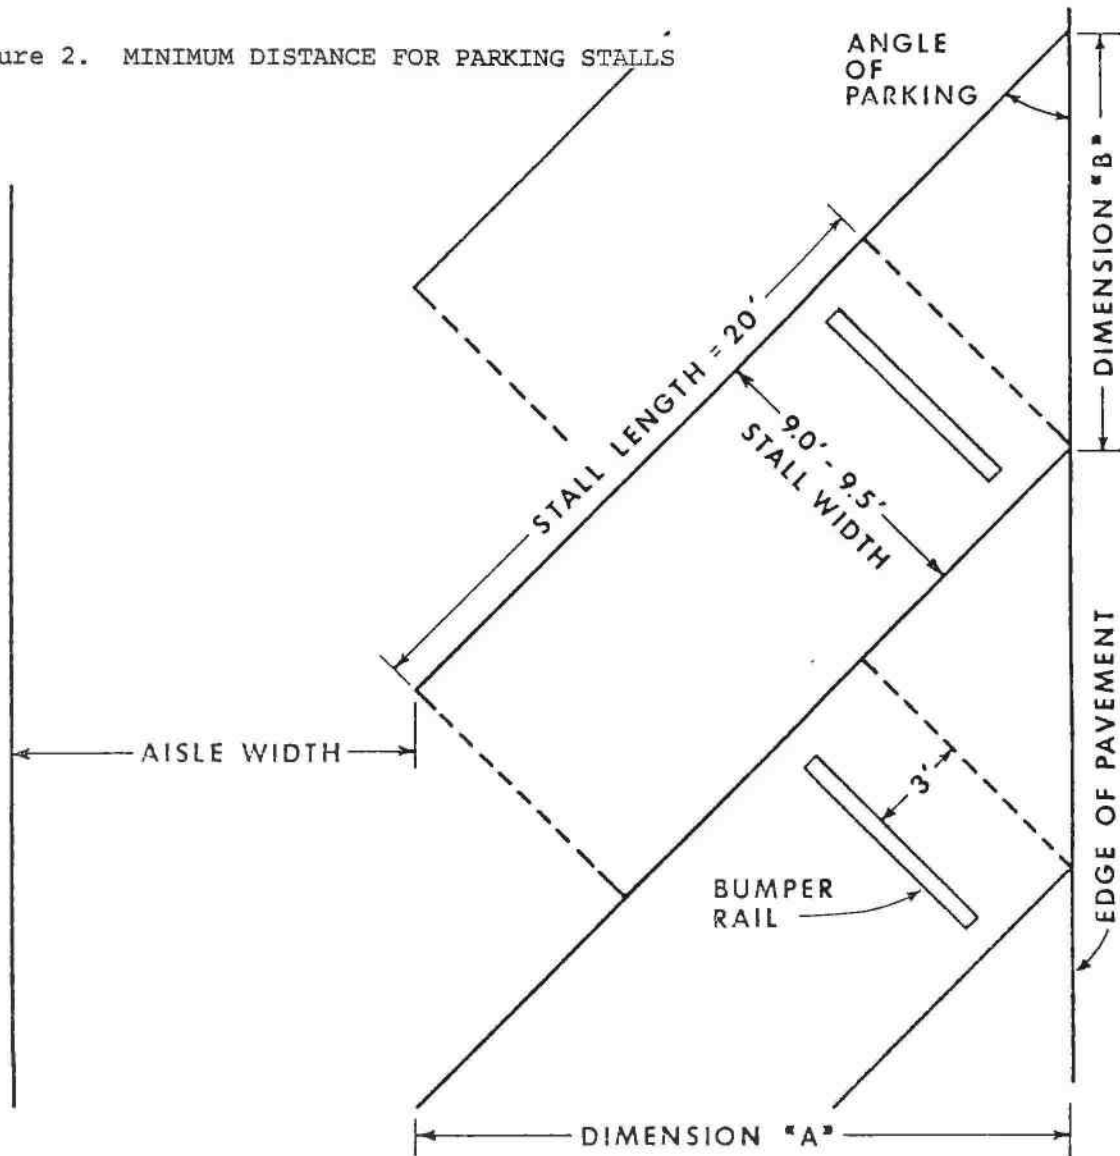 ure 2. MINIMUM DISTANCE FOR PARKING STALLS
ANGLE
OF
PARKING
DIMENSION "B"
STALL LENGTH = 20'
9.0' - 9.5'
STALL WIDTH
AISLE WIDTH
3'
BUMPER
RAIL
EDGE OF PAVEMENT
DIMENSION "A"